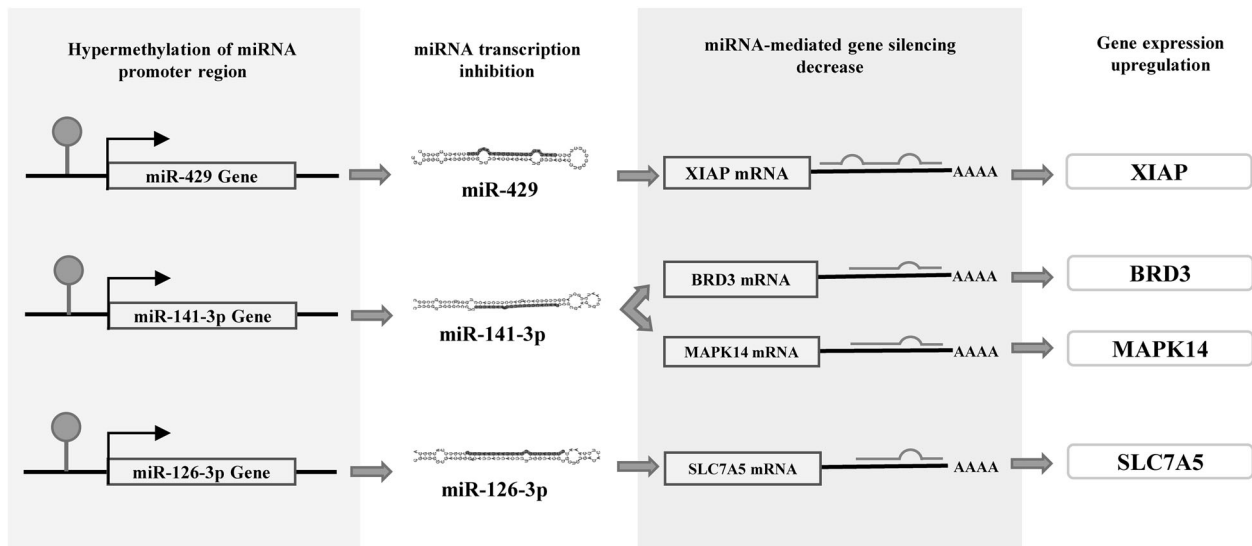 Hypermethylation of miRNA
promoter region
miRNA transcription
inhibition
miRNA-mediated gene silencing
decrease
Gene expression
upregulation
miR-429 Gene
miR-429
XIAP mRNA
AAAA
XIAP
miR-141-3p Gene
miR-141-3p
BRD3 mRNA
AAAA
BRD3
MAPK14 mRNA
AAAA
MAPK14
miR-126-3p Gene
miR-126-3p
SLC7A5 mRNA
AAAA
SLC7A5